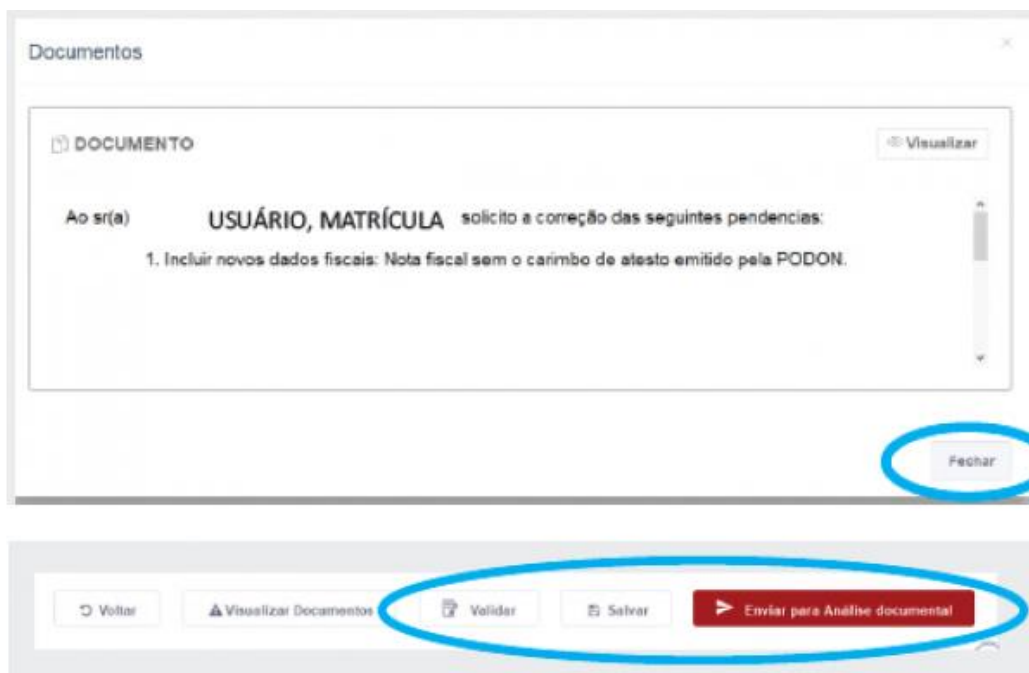 Documentos
DOCUMENTO
Visualizar
Ao sr(a) USUÁRIO, MATRÍCULA solicito a correção das seguintes pendencias:
1. Incluir novos dados fiscais: Nota fiscal sem o carimbo de atesto emitido pela PODON.
Fechar
Voltar Visualizar Documentos Validar Salvar Enviar para Análise documental